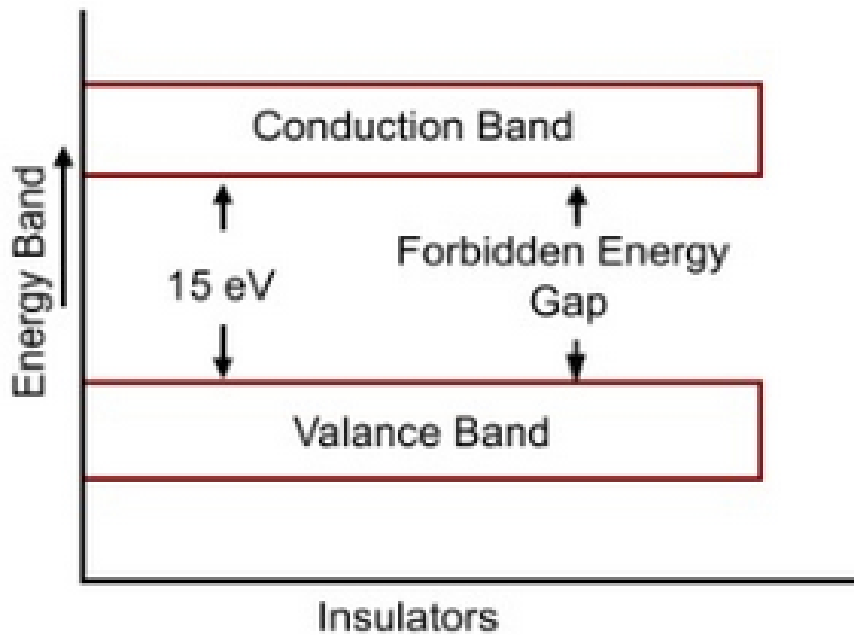 Conduction Band
Energy Band
15 eV
Forbidden Energy
Gap
Valance Band
Insulators